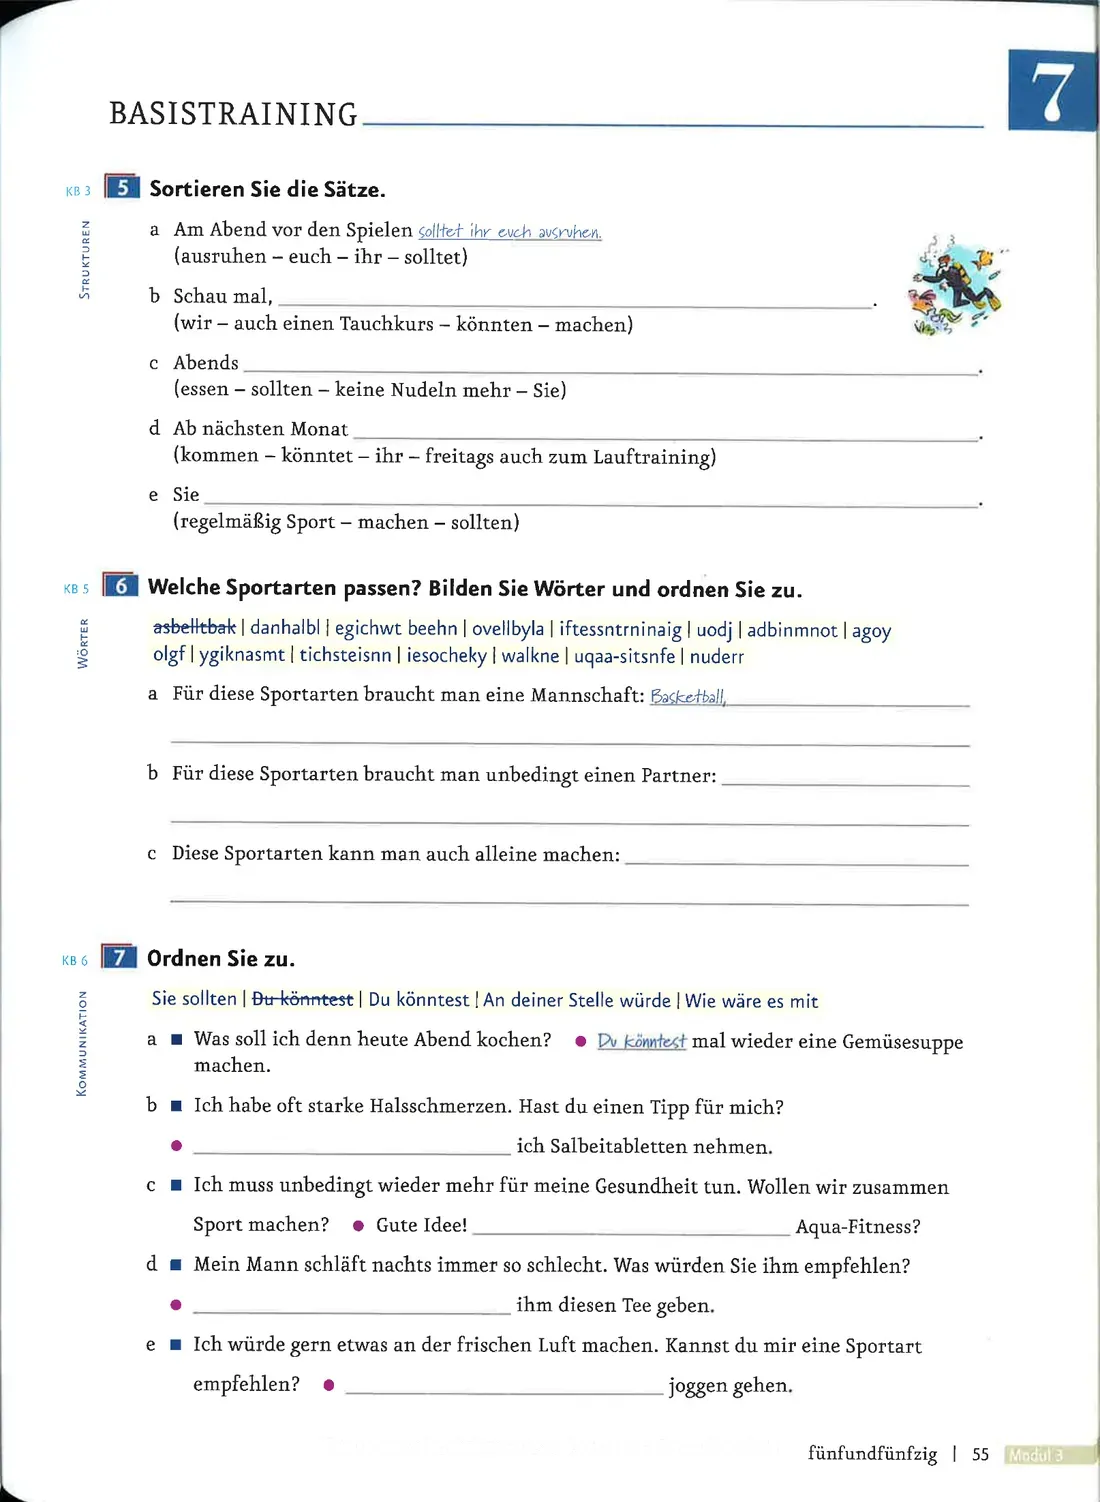 7
BASISTRAINING
KB 3 5 Sortieren Sie die Sätze.
STRUKTUREN
a Am Abend vor den Spielen solltet ihr euch ausruhen.
(ausruhen – euch – ihr – solltet)
b Schau mal, .
(wir – auch einen Tauchkurs – könnten – machen)
c Abends .
(essen – sollten – keine Nudeln mehr – Sie)
d Ab nächsten Monat .
(kommen – könntet – ihr – freitags auch zum Lauftraining)
e Sie .
(regelmäßig Sport – machen – sollten)
KB 5 6 Welche Sportarten passen? Bilden Sie Wörter und ordnen Sie zu.
WÖRTER
asbelltbak | danhalbl | egichwt beehn | ovellbyla | iftessntrninaig | uodj | adbinmnot | agoy
olgf | ygiknasmt | tichsteisnn | iesocheky | walkne | uqaa-sitsnfe | nuderr
a Für diese Sportarten braucht man eine Mannschaft: Basketball,
b Für diese Sportarten braucht man unbedingt einen Partner:
c Diese Sportarten kann man auch alleine machen:
KB 6 7 Ordnen Sie zu.
KOMMUNIKATION
Sie sollten | Du könntest | Du könntest | An deiner Stelle würde | Wie wäre es mit
a ■ Was soll ich denn heute Abend kochen? ● Du könntest mal wieder eine Gemüsesuppe
machen.
b ■ Ich habe oft starke Halsschmerzen. Hast du einen Tipp für mich?
● ich Salbeitabletten nehmen.
c ■ Ich muss unbedingt wieder mehr für meine Gesundheit tun. Wollen wir zusammen
Sport machen? ● Gute Idee! Aqua-Fitness?
d ■ Mein Mann schläft nachts immer so schlecht. Was würden Sie ihm empfehlen?
● ihm diesen Tee geben.
e ■ Ich würde gern etwas an der frischen Luft machen. Kannst du mir eine Sportart
empfehlen? ● joggen gehen.
fünfundfünfzig | 55 Modul 3